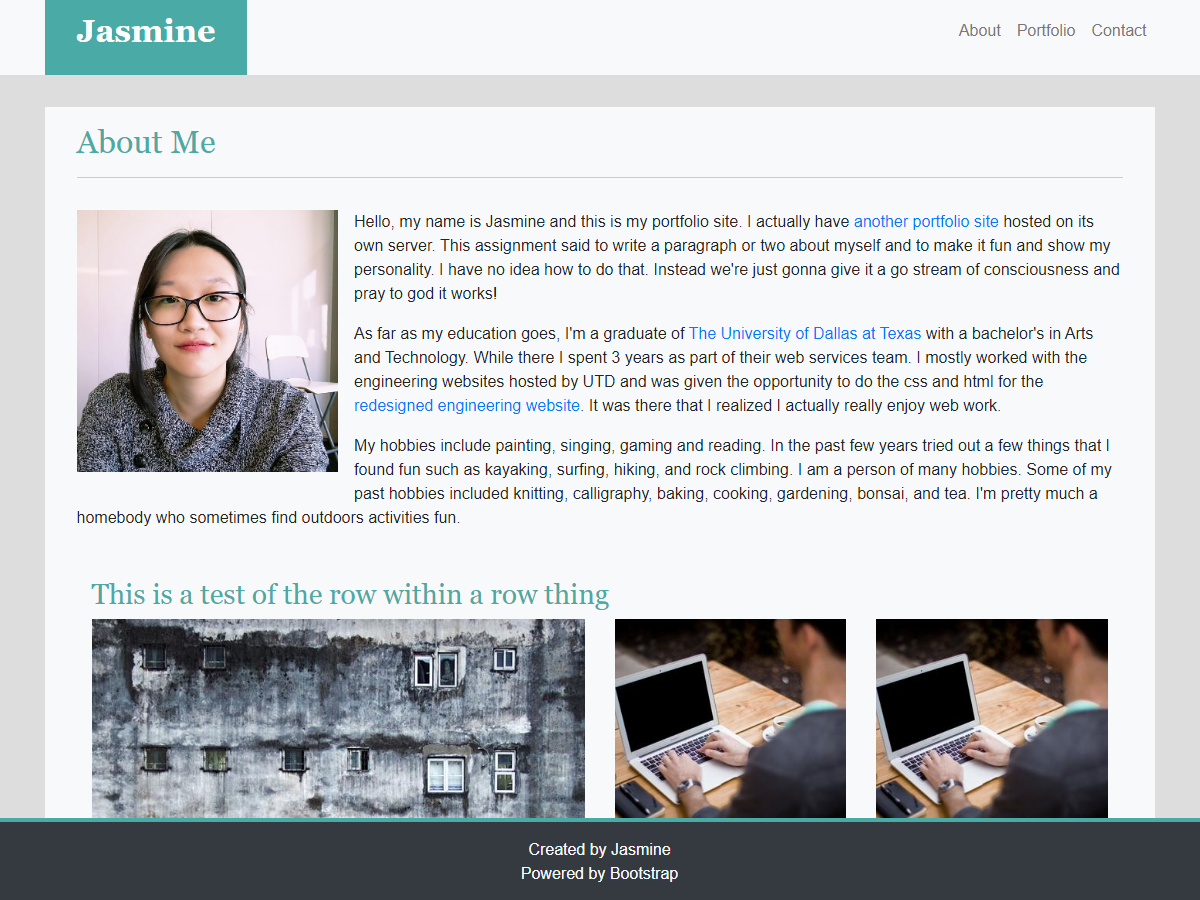 Jasmine
About Portfolio Contact
About Me
Hello, my name is Jasmine and this is my portfolio site. I actually have another portfolio site hosted on its
own server. This assignment said to write a paragraph or two about myself and to make it fun and show my
personality. I have no idea how to do that. Instead we're just gonna give it a go stream of consciousness and
pray to god it works!
As far as my education goes, I'm a graduate of The University of Dallas at Texas with a bachelor's in Arts
and Technology. While there I spent 3 years as part of their web services team. I mostly worked with the
engineering websites hosted by UTD and was given the opportunity to do the css and html for the
redesigned engineering website. It was there that I realized I actually really enjoy web work.
My hobbies include painting, singing, gaming and reading. In the past few years tried out a few things that I
found fun such as kayaking, surfing, hiking, and rock climbing. I am a person of many hobbies. Some of my
past hobbies included knitting, calligraphy, baking, cooking, gardening, bonsai, and tea. I'm pretty much a
homebody who sometimes find outdoors activities fun.
This is a test of the row within a row thing
Created by Jasmine
Powered by Bootstrap